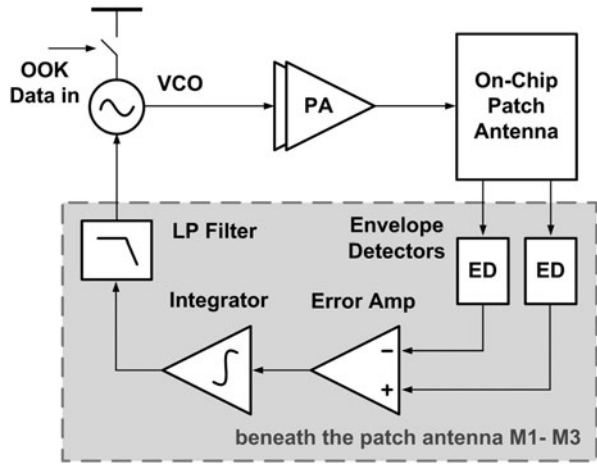 OOK
Data in
VCO
PA
On-Chip
Patch
Antenna
LP Filter
Envelope
Detectors
ED
ED
Integrator
Error Amp
∫
−
+
beneath the patch antenna M1- M3